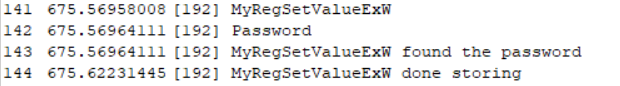 141 675.56958008 [192] MyRegSetValueExW
142 675.56964111 [192] Password
143 675.56964111 [192] MyRegSetValueExW found the password
144 675.62231445 [192] MyRegSetValueExW done storing